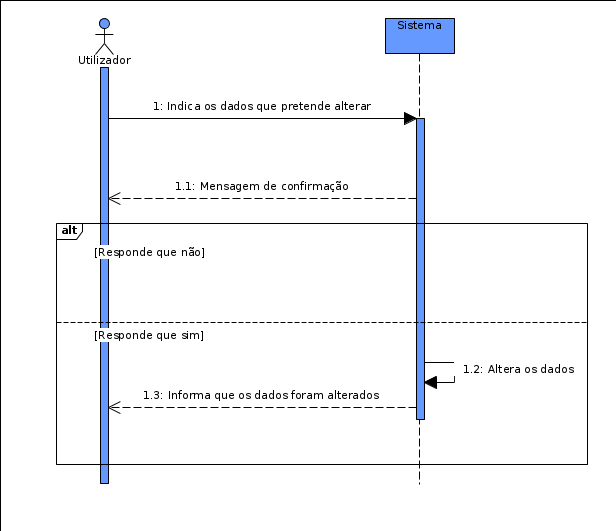 Sistema
Utilizador
1: Indica os dados que pretende alterar
1.1: Mensagem de confirmação
alt
[Responde que não]
[Responde que sim]
1.2: Altera os dados
1.3: Informa que os dados foram alterados